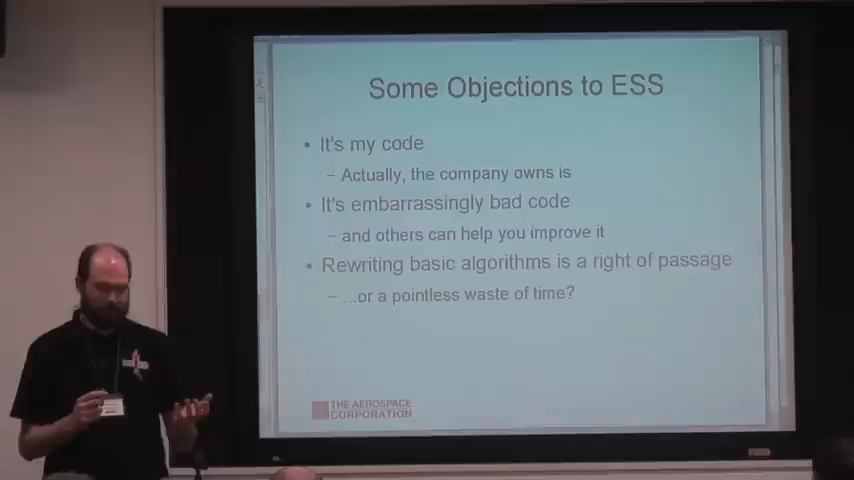 Some Objections to ESS
• It's my code
– Actually, the company owns is
• It's embarrassingly bad code
– and others can help you improve it
• Rewriting basic algorithms is a right of passage
– ...or a pointless waste of time?
THE AEROSPACE
CORPORATION